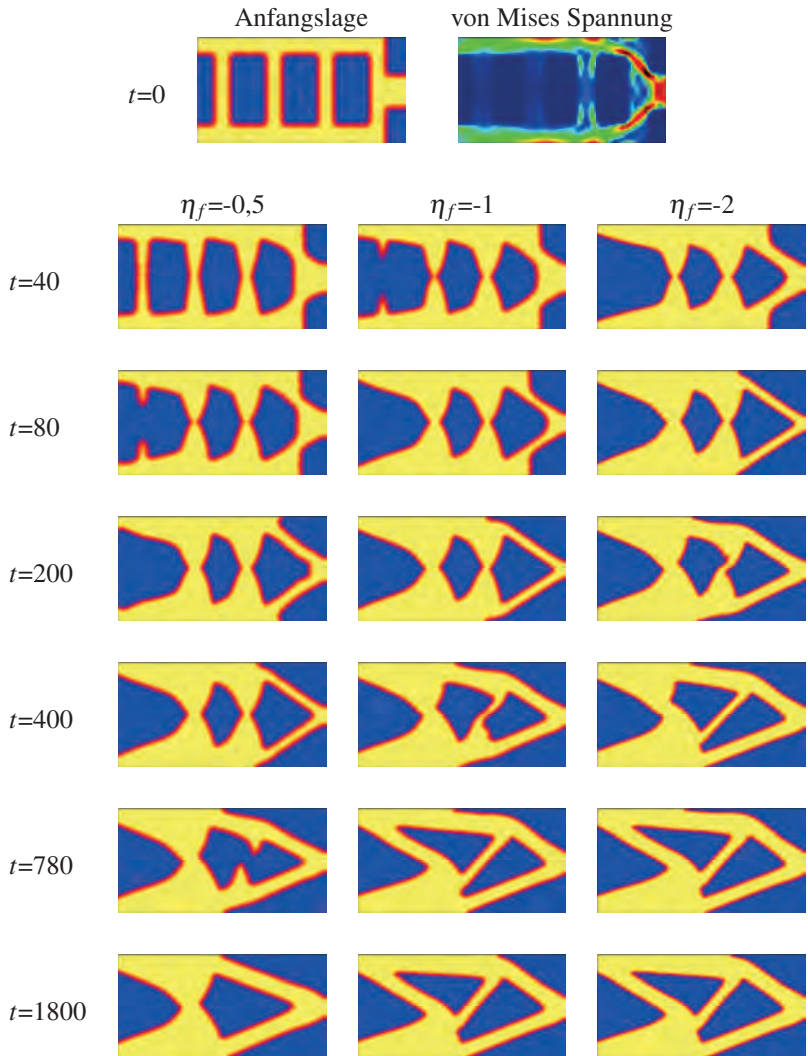 Anfangslage von Mises Spannung
t=0
η_f=-0,5 η_f=-1 η_f=-2
t=40
t=80
t=200
t=400
t=780
t=1800